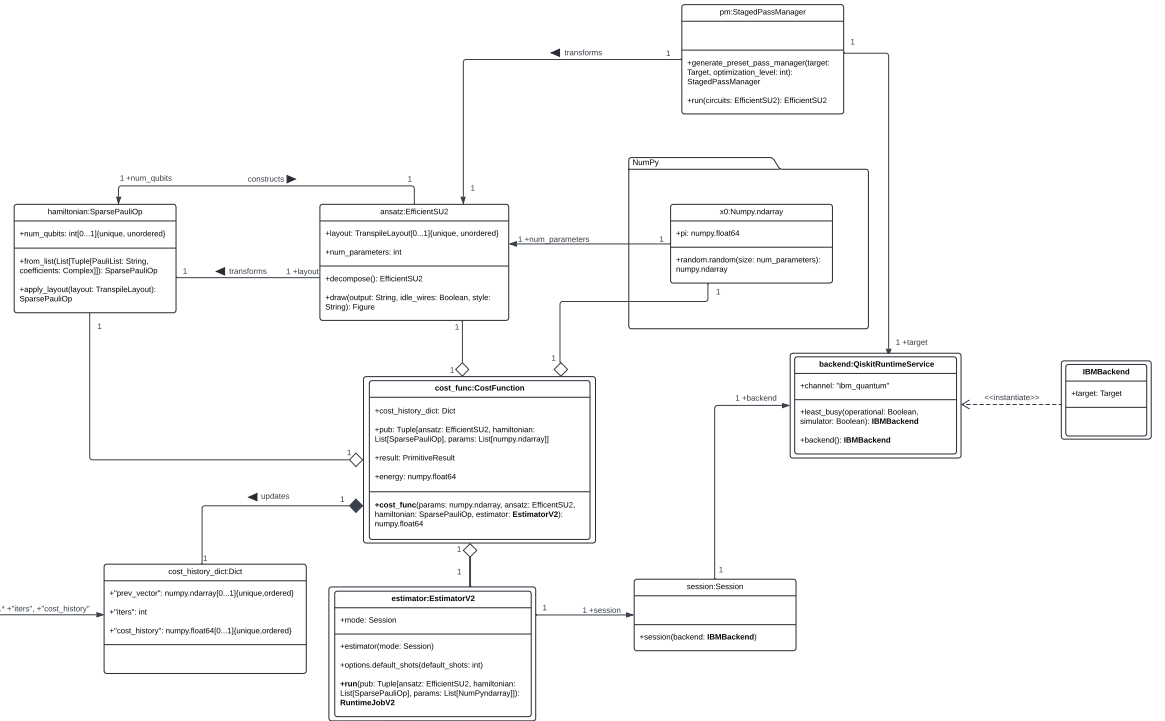 pm:StagedPassManager
+generate_preset_pass_manager(target:
Target, optimization_level: int):
StagedPassManager
+run(circuits: EfficientSU2): EfficientSU2
1
1
transforms
1
1 +target
NumPy
x0:Numpy.ndarray
+pi: numpy.float64
+random.random(size: num_parameters):
numpy.ndarray
1
1 +num_parameters
1
1
1 +num_qubits
constructs
1
hamiltonian:SparsePauliOp
+num_qubits: int[0...1]{unique, unordered}
+from_list(List[Tuple[PauliList: String,
coefficients: Complex]]): SparsePauliOp
+apply_layout(layout: TranspileLayout):
SparsePauliOp
1
transforms
1 +layout
ansatz:EfficientSU2
+layout: TranspileLayout[0...1]{unique, unordered}
+num_parameters: int
+decompose(): EfficientSU2
+draw(output: String, idle_wires: Boolean, style:
String): Figure
1
1
1
1
cost_func:CostFunction
+cost_history_dict: Dict
+pub: Tuple[ansatz: EfficientSU2, hamiltonian:
List[SparsePauliOp], params: List[numpy.ndarray]]
+result: PrimitiveResult
+energy: numpy.float64
+cost_func(params: numpy.ndarray, ansatz: EfficentSU2,
hamiltonian: SparsePauliOp, estimator: EstimatorV2):
numpy.float64
backend:QiskitRuntimeService
+channel: "ibm_quantum"
+least_busy(operational: Boolean,
simulator: Boolean): IBMBackend
+backend(): IBMBackend
<<instantiate>>
IBMBackend
+target: Target
1 +backend
1
updates
1
1
cost_history_dict:Dict
+"prev_vector": numpy.ndarray[0...1]{unique,ordered}
+"iters": int
+"cost_history": numpy.float64[0...1]{unique,ordered}
* +"iters", +"cost_history"
1
1
estimator:EstimatorV2
+mode: Session
+estimator(mode: Session)
+options.default_shots(default_shots: int)
+run(pub: Tuple[ansatz: EfficientSU2, hamiltonian:
List[SparsePauliOp], params: List[NumPyndarray]]):
RuntimeJobV2
1
1 +session
1
session:Session
+session(backend: IBMBackend)